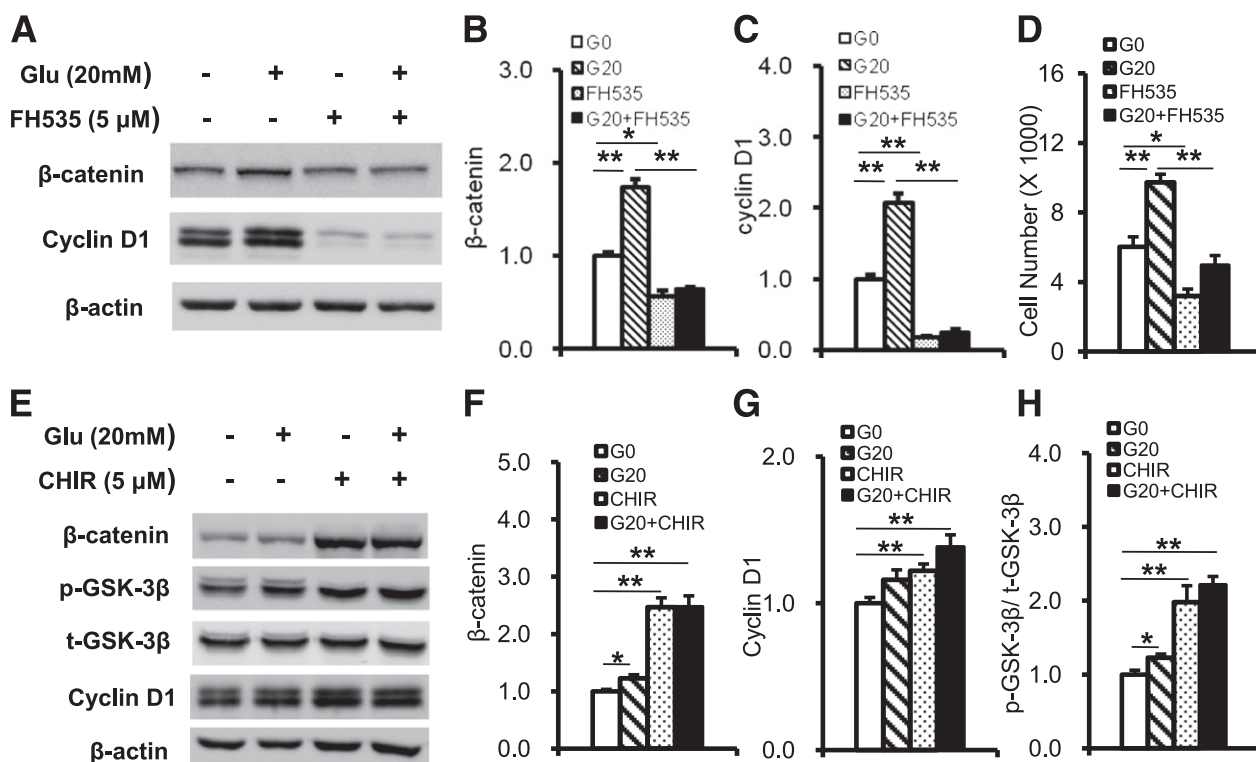 A
Glu (20mM) - + - +
FH535 (5 µM) - - + +
β-catenin
Cyclin D1
β-actin
B
G0
G20
FH535
G20+FH535
3.0
2.0
1.0
0.0
β-catenin
*
** **
C
G0
G20
FH535
G20+FH535
4.0
3.0
2.0
1.0
0.0
cyclin D1
**
** **
D
G0
G20
FH535
G20+FH535
16
12
8
4
0
Cell Number (X 1000)
*
** **
E
Glu (20mM) - + - +
CHIR (5 µM) - - + +
β-catenin
p-GSK-3β
t-GSK-3β
Cyclin D1
β-actin
F
G0
G20
CHIR
G20+CHIR
5.0
4.0
3.0
2.0
1.0
0.0
β-catenin
**
**
*
G
G0
G20
CHIR
G20+CHIR
2.0
1.0
0.0
Cyclin D1
**
**
H
G0
G20
CHIR
G20+CHIR
4.0
3.0
2.0
1.0
0.0
p-GSK-3β/ t-GSK-3β
**
**
*